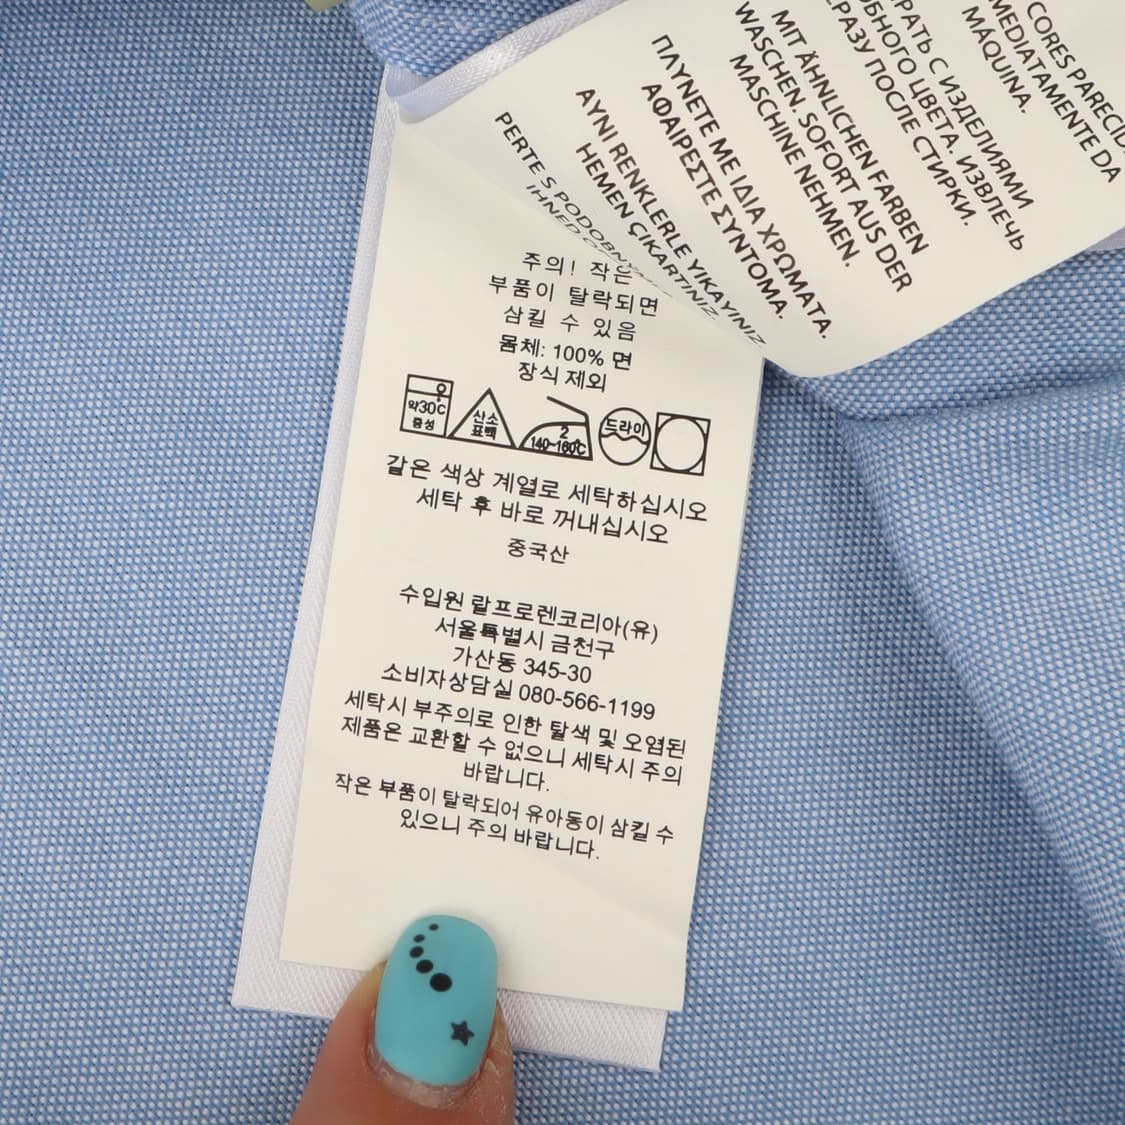 CORES PARECID
MEDIATAMENTE DA
MÁQUINA.
РАТЬ С ИЗДЕЛИЯМИ
ОБНОГО ЦВЕТА. ИЗВЛЕЧЬ
РАЗУ ПОСЛЕ СТИРКИ.
MIT ÄHNLICHEN FARBEN
WASCHEN. SOFORT AUS DER
MASCHINE NEHMEN.
ΠΛΥΝΕΤΕ ΜΕ ΙΔΙΑ ΧΡΩΜΑΤΑ.
ΑΦΑΙΡΕΣΤΕ ΣΥΝΤΟΜΑ.
AYNI RENKLERLE YIKAYINIZ
HEMEN ÇIKARTINIZ
PERTE S PODOBN
IHNED
주의! 작은
부품이 탈락되면
삼킬 수 있음
몸체: 100% 면
장식 제외
약30℃
중성
산소
표백
2
140~160℃
드라이
같은 색상 계열로 세탁하십시오
세탁 후 바로 꺼내십시오
중국산
수입원 랄프로렌코리아(유)
서울특별시 금천구
가산동 345-30
소비자상담실 080-566-1199
세탁시 부주의로 인한 탈색 및 오염된
제품은 교환할 수 없으니 세탁시 주의
바랍니다.
작은 부품이 탈락되어 유아동이 삼킬 수
있으니 주의 바랍니다.